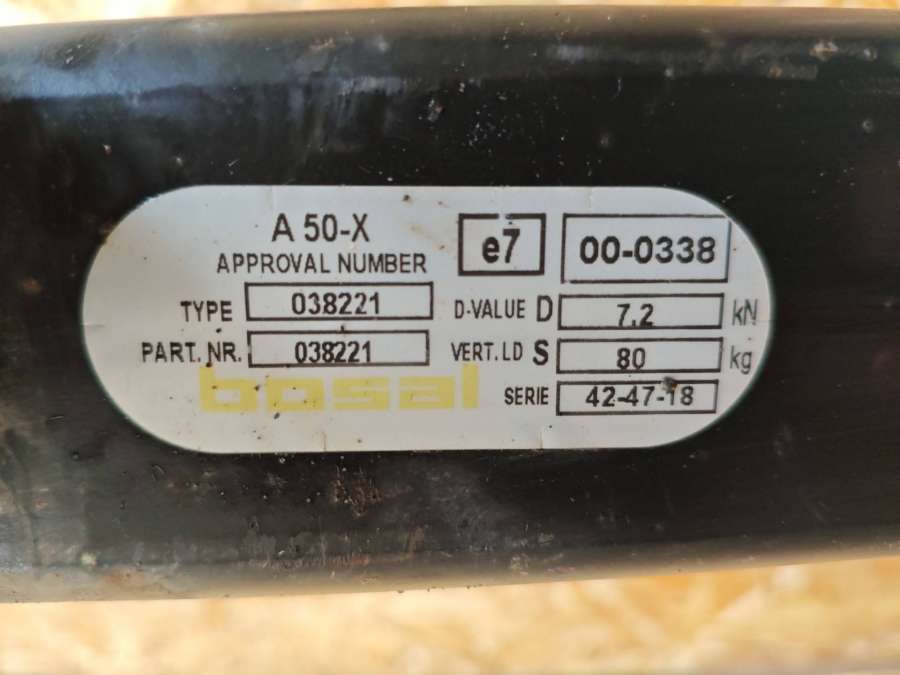 A 50-X
APPROVAL NUMBER e7 00-0338
TYPE 038221 D-VALUE D 7.2 kN
PART. NR. 038221 VERT. LD S 80 kg
bosal SERIE 42-47-18